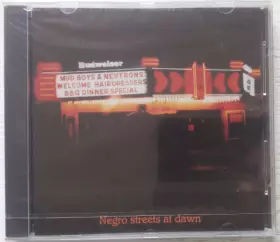 Budweiser
MUD BOYS & NEUTRONS
WELCOME HAIRDRESSERS
BBQ DINNER SPECIAL
Negro streets at dawn